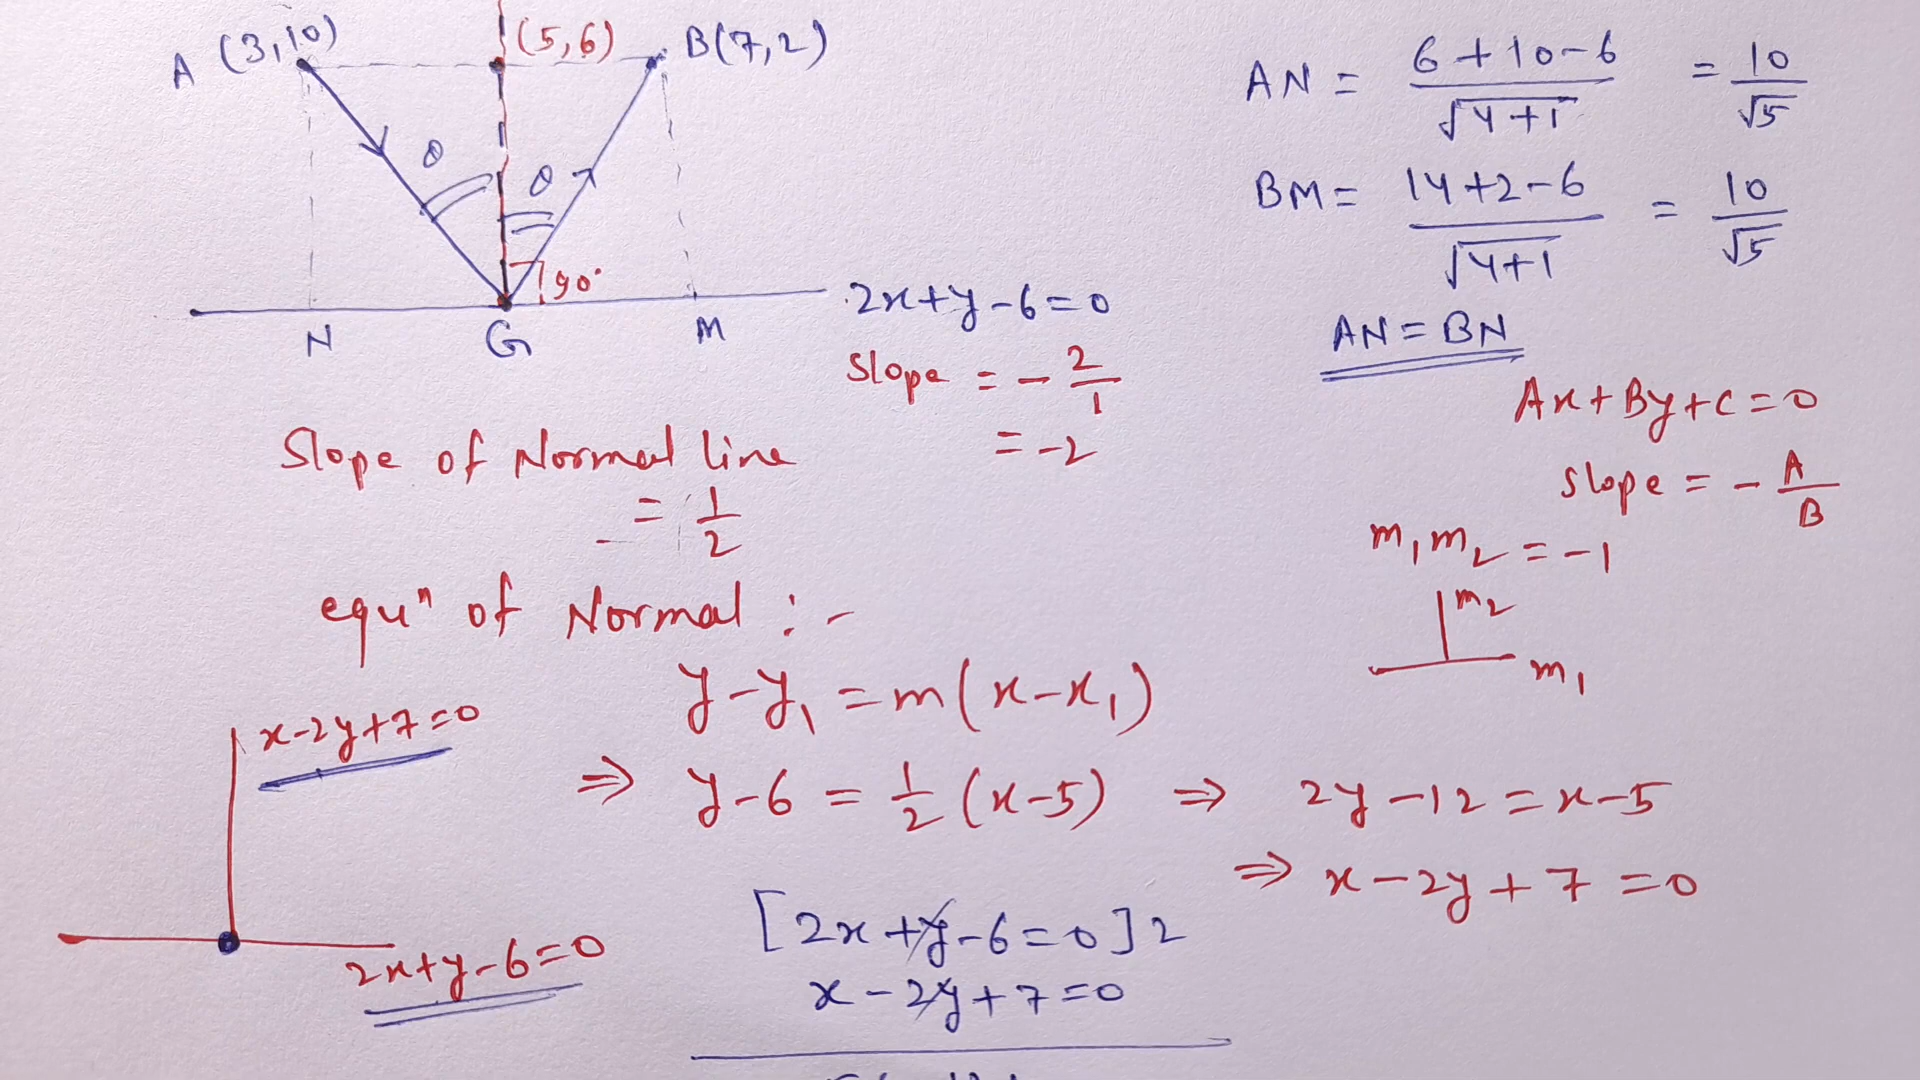 A (3,10)
(5,6)
B(7,2)
θ
θ
90°
N
G
M
2x+y-6=0
Slope = - 2/1
= -2
AN = (6+10-6)/√(4+1) = 10/√5
BM = (14+2-6)/√(4+1) = 10/√5
AN = BN
Ax+By+C=0
Slope = - A/B
m₁m₂ = -1
m₂
m₁
Slope of Normal line
= 1/2
equⁿ of Normal :-
y-y₁ = m(x-x₁)
⇒ y-6 = 1/2 (x-5) ⇒ 2y-12 = x-5
⇒ x-2y+7=0
x-2y+7=0
2x+y-6=0
[2x+y-6=0]2
x-2y+7=0